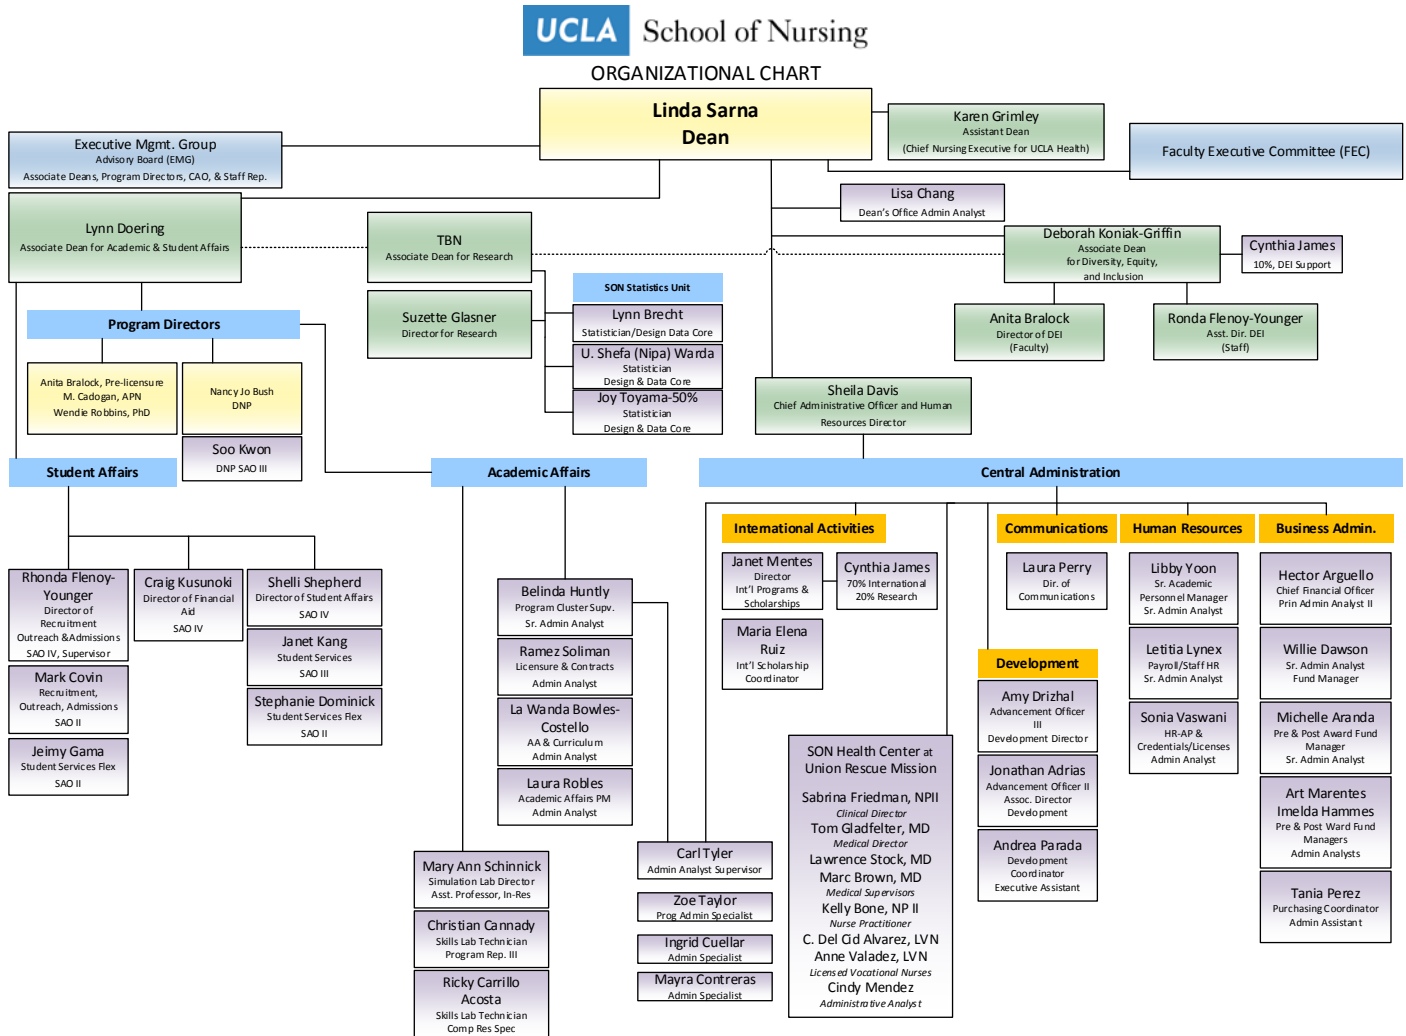 UCLA School of Nursing
ORGANIZATIONAL CHART
Linda Sarna
Dean
Karen Grimley
Assistant Dean
(Chief Nursing Executive for UCLA Health)
Executive Mgmt. Group
Advisory Board (EMG)
Associate Deans, Program Directors, CAO, & Staff Rep.
Faculty Executive Committee (FEC)
Lisa Chang
Dean's Office Admin Analyst
Lynn Doering
Associate Dean for Academic & Student Affairs
TBN
Associate Dean for Research
Deborah Koniak-Griffin
Associate Dean
for Diversity, Equity,
and Inclusion
Cynthia James
10%, DEI Support
SON Statistics Unit
Suzette Glasner
Director for Research
Lynn Brecht
Statistician/Design Data Core
U. Shefa (Nipa) Warda
Statistician
Design & Data Core
Joy Toyama-50%
Statistician
Design & Data Core
Anita Bralock
Director of DEI
(Faculty)
Ronda Flenoy-Younger
Asst. Dir. DEI
(Staff)
Program Directors
Anita Bralock, Pre-licensure
M. Cadogan, APN
Wendie Robbins, PhD
Nancy Jo Bush
DNP
Soo Kwon
DNP SAO III
Sheila Davis
Chief Administrative Officer and Human
Resources Director
Student Affairs
Academic Affairs
Central Administration
Rhonda Flenoy-
Younger
Director of
Recruitment
Outreach &Admissions
SAO IV, Supervisor
Mark Covin
Recruitment,
Outreach, Admissions
SAO II
Jeimy Gama
Student Services Flex
SAO II
Craig Kusunoki
Director of Financial
Aid
SAO IV
Shelli Shepherd
Director of Student Affairs
SAO IV
Janet Kang
Student Services
SAO III
Stephanie Dominick
Student Services Flex
SAO II
Belinda Huntly
Program Cluster Supv.
Sr. Admin Analyst
Ramez Soliman
Licensure & Contracts
Admin Analyst
La Wanda Bowles-
Costello
AA & Curriculum
Admin Analyst
Laura Robles
Academic Affairs PM
Admin Analyst
Mary Ann Schinnick
Simulation Lab Director
Asst. Professor, In-Res
Christian Cannady
Skills Lab Technician
Program Rep. III
Ricky Carrillo
Acosta
Skills Lab Technician
Comp Res Spec
Carl Tyler
Admin Analyst Supervisor
Zoe Taylor
Prog Admin Specialist
Ingrid Cuellar
Admin Specialist
Mayra Contreras
Admin Specialist
International Activities
Janet Mentes
Director
Int'l Programs &
Scholarships
Cynthia James
70% International
20% Research
Maria Elena
Ruiz
Int'l Scholarship
Coordinator
SON Health Center at
Union Rescue Mission
Sabrina Friedman, NPII
Clinical Director
Tom Gladfelter, MD
Medical Director
Lawrence Stock, MD
Marc Brown, MD
Medical Supervisors
Kelly Bone, NP II
Nurse Practitioner
C. Del Cid Alvarez, LVN
Anne Valadez, LVN
Licensed Vocational Nurses
Cindy Mendez
Administrative Analyst
Communications
Laura Perry
Dir. of
Communications
Development
Amy Drizhal
Advancement Officer
III
Development Director
Jonathan Adrias
Advancement Officer II
Assoc. Director
Development
Andrea Parada
Development
Coordinator
Executive Assistant
Human Resources
Libby Yoon
Sr. Academic
Personnel Manager
Sr. Admin Analyst
Letitia Lynex
Payroll/Staff HR
Sr. Admin Analyst
Sonia Vaswani
HR-AP &
Credentials/Licenses
Admin Analyst
Business Admin.
Hector Arguello
Chief Financial Officer
Prin Admin Analyst II
Willie Dawson
Sr. Admin Analyst
Fund Manager
Michelle Aranda
Pre & Post Award Fund
Manager
Sr. Admin Analyst
Art Marentes
Imelda Hammes
Pre & Post Ward Fund
Managers
Admin Analysts
Tania Perez
Purchasing Coordinator
Admin Assistant